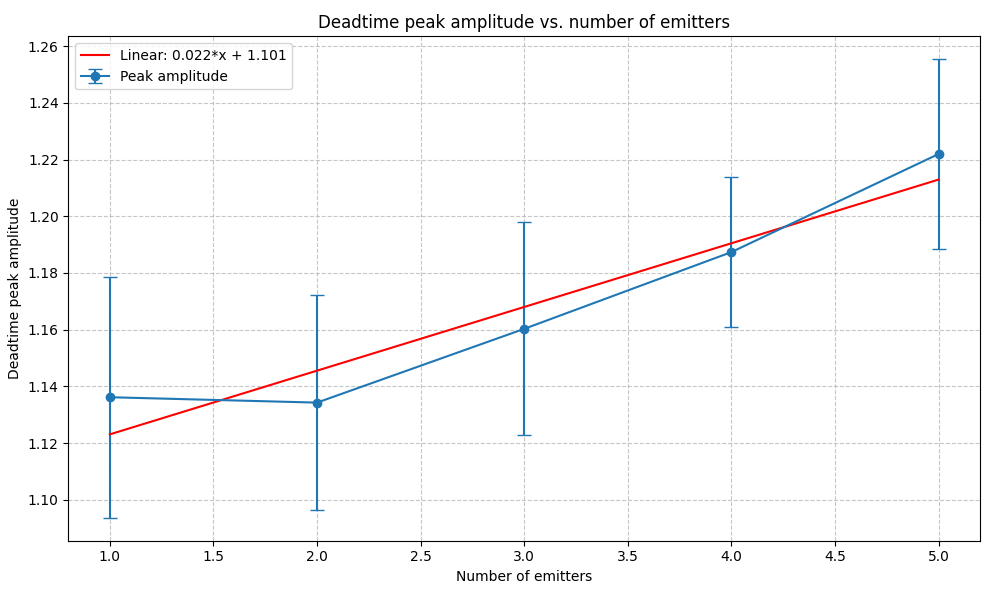 Deadtime peak amplitude vs. number of emitters
Linear: 0.022*x + 1.101
Peak amplitude
Deadtime peak amplitude
1.26
1.24
1.22
1.20
1.18
1.16
1.14
1.12
1.10
1.0 1.5 2.0 2.5 3.0 3.5 4.0 4.5 5.0
Number of emitters